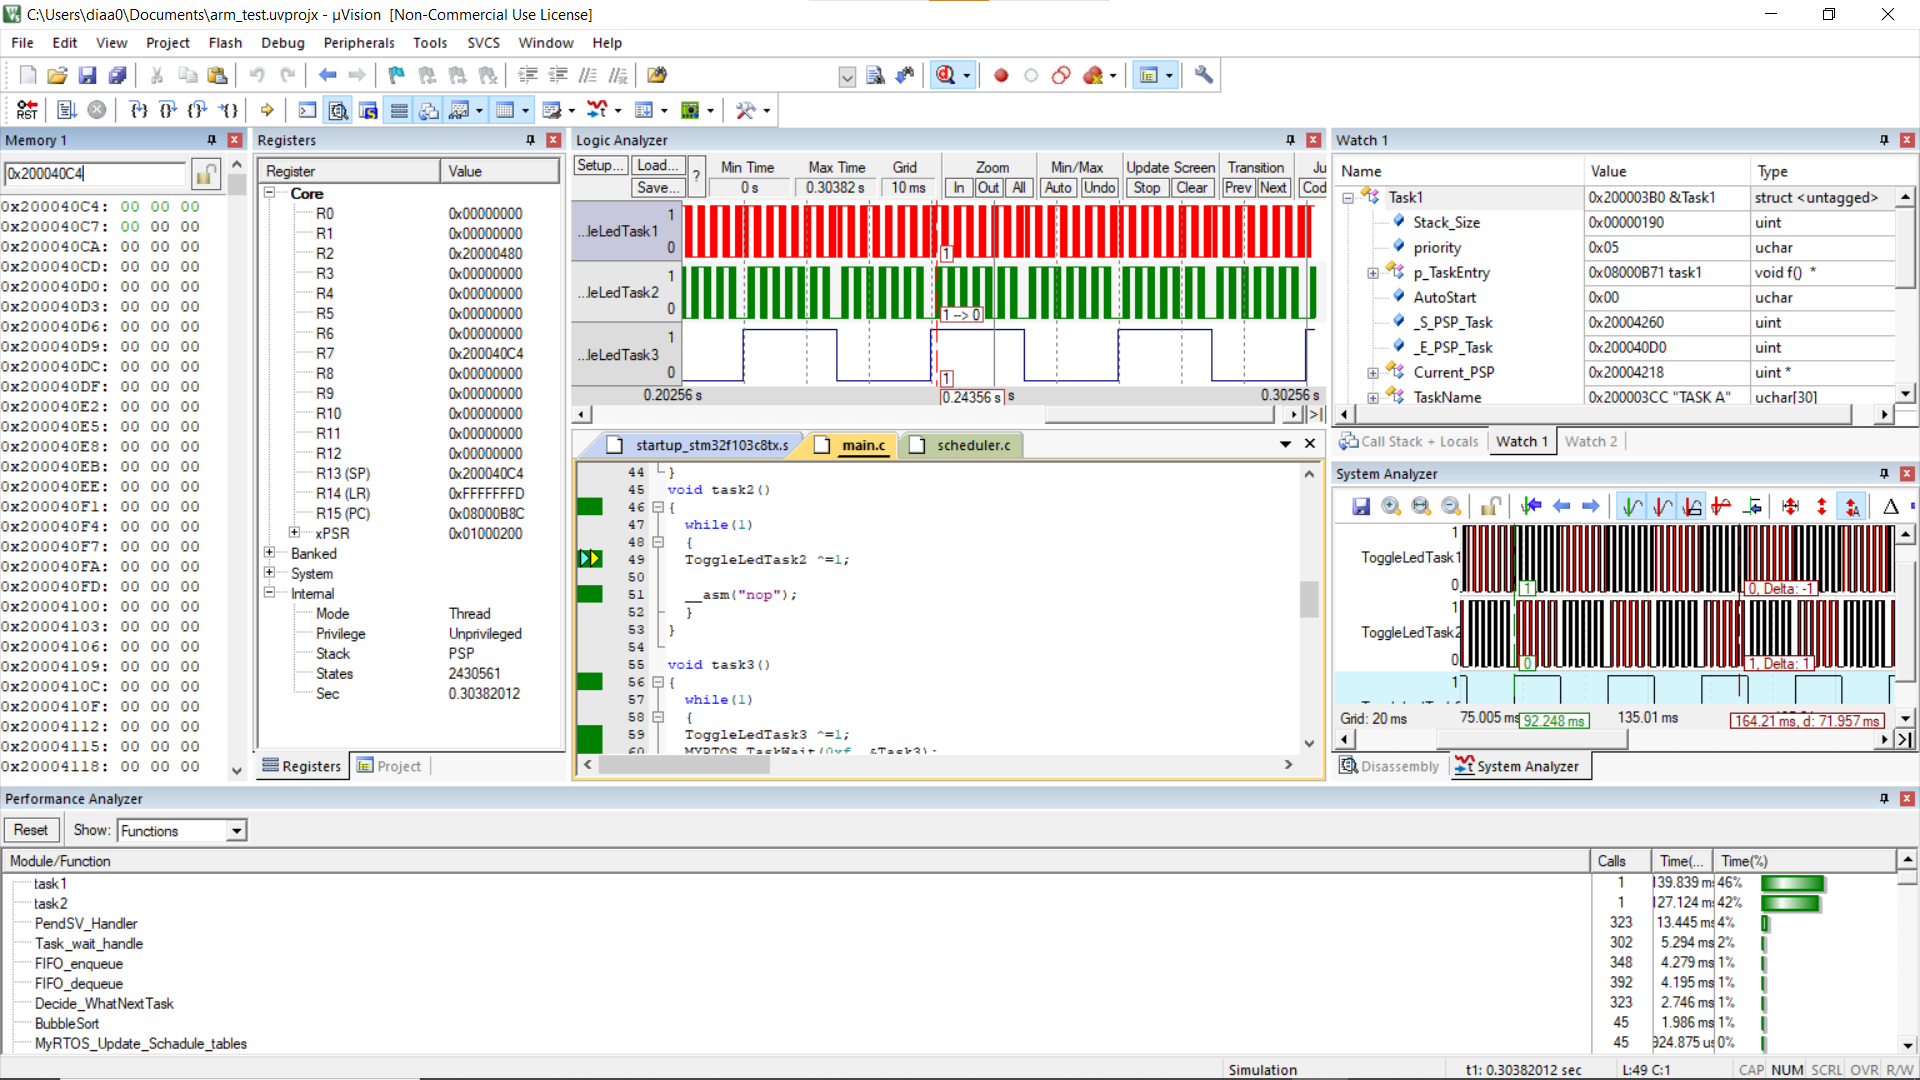 C:\Users\diaa0\Documents\arm_test.uvprojx - µVision  [Non-Commercial Use License]
File Edit View Project Flash Debug Peripherals Tools SVCS Window Help
Memory 1
0x200040C4
0x200040C4: 00 00 00
0x200040C7: 00 00 00
0x200040CA: 00 00 00
0x200040CD: 00 00 00
0x200040D0: 00 00 00
0x200040D3: 00 00 00
0x200040D6: 00 00 00
0x200040D9: 00 00 00
0x200040DC: 00 00 00
0x200040DF: 00 00 00
0x200040E2: 00 00 00
0x200040E5: 00 00 00
0x200040E8: 00 00 00
0x200040EB: 00 00 00
0x200040EE: 00 00 00
0x200040F1: 00 00 00
0x200040F4: 00 00 00
0x200040F7: 00 00 00
0x200040FA: 00 00 00
0x200040FD: 00 00 00
0x20004100: 00 00 00
0x20004103: 00 00 00
0x20004106: 00 00 00
0x20004109: 00 00 00
0x2000410C: 00 00 00
0x2000410F: 00 00 00
0x20004112: 00 00 00
0x20004115: 00 00 00
0x20004118: 00 00 00
Registers
Register Value
Core
R0 0x00000000
R1 0x00000000
R2 0x20000480
R3 0x00000000
R4 0x00000000
R5 0x00000000
R6 0x00000000
R7 0x200040C4
R8 0x00000000
R9 0x00000000
R10 0x00000000
R11 0x00000000
R12 0x00000000
R13 (SP) 0x200040C4
R14 (LR) 0xFFFFFFFD
R15 (PC) 0x08000B8C
xPSR 0x01000200
Banked
System
Internal
Mode Thread
Privilege Unprivileged
Stack PSP
States 2430561
Sec 0.30382012
Registers Project
Logic Analyzer
Setup... Load... Save... ?
Min Time Max Time Grid Zoom Min/Max Update Screen Transition Ju
0 s 0.30382 s 10 ms In Out All Auto Undo Stop Clear Prev Next Cod
...leLedTask1 1 0 1
...leLedTask2 1 0 1 --> 0
...leLedTask3 1 0 1
0.20256 s 0.24356 s s 0.30256 s
startup_stm32f103c8tx.s main.c scheduler.c
44 }
45 void task2()
46 {
47 while(1)
48 {
49 ToggleLedTask2 ^=1;
50
51 __asm("nop");
52 }
53 }
54
55 void task3()
56 {
57 while(1)
58 {
59 ToggleLedTask3 ^=1;
60 MYRTOS_TaskWait(0xf, &Task3);
Watch 1
Name Value Type
Task1 0x200003B0 &Task1 struct <untagged>
Stack_Size 0x00000190 uint
priority 0x05 uchar
p_TaskEntry 0x08000B71 task1 void f() *
AutoStart 0x00 uchar
_S_PSP_Task 0x20004260 uint
_E_PSP_Task 0x200040D0 uint
Current_PSP 0x20004218 uint *
TaskName 0x200003CC "TASK A" uchar[30]
Call Stack + Locals Watch 1 Watch 2
System Analyzer
ToggleLedTask1 1 0 1 0, Delta: -1
ToggleLedTask2 1 0 0 1, Delta: 1
1
Grid: 20 ms 75.005 ms 92.248 ms 135.01 ms 164.21 ms, d: 71.957 ms
Disassembly System Analyzer
Performance Analyzer
Reset Show: Functions
Module/Function Calls Time(... Time(%)
task1 1 139.839 ms 46%
task2 1 127.124 ms 42%
PendSV_Handler 323 13.445 ms 4%
Task_wait_handle 302 5.294 ms 2%
FIFO_enqueue 348 4.279 ms 1%
FIFO_dequeue 392 4.195 ms 1%
Decide_WhatNextTask 323 2.746 ms 1%
BubbleSort 45 1.986 ms 1%
MyRTOS_Update_Schadule_tables 45 924.875 us 0%
Simulation t1: 0.30382012 sec L:49 C:1 CAP NUM SCRL OVR R/W